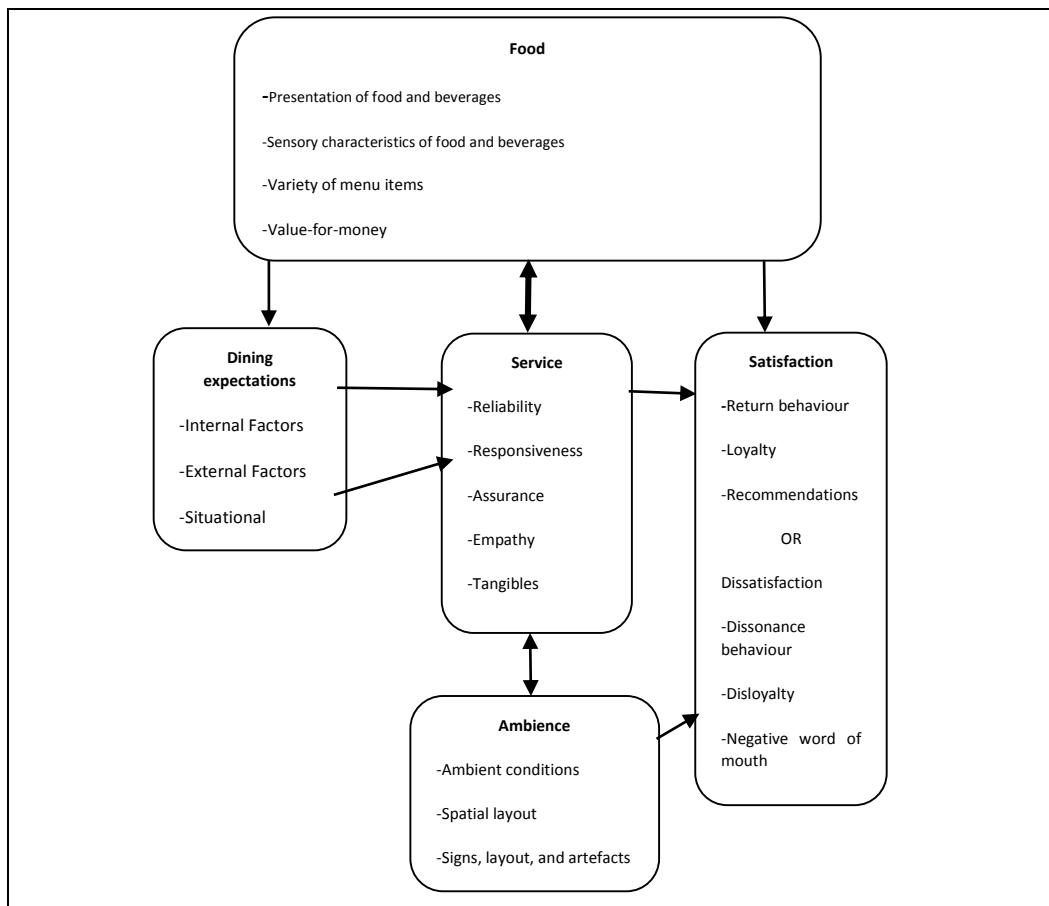 Food
-Presentation of food and beverages
-Sensory characteristics of food and beverages
-Variety of menu items
-Value-for-money
Dining
expectations
-Internal Factors
-External Factors
-Situational
Service
-Reliability
-Responsiveness
-Assurance
-Empathy
-Tangibles
Satisfaction
-Return behaviour
-Loyalty
-Recommendations
OR
Dissatisfaction
-Dissonance
behaviour
-Disloyalty
-Negative word of
mouth
Ambience
-Ambient conditions
-Spatial layout
-Signs, layout, and artefacts